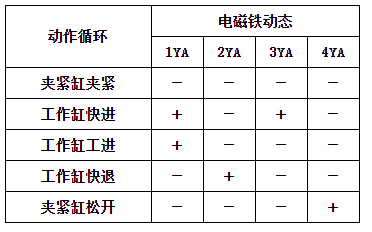 动作循环 电磁铁动态
1YA 2YA 3YA 4YA
夹紧缸夹紧 − − − −
工作缸快进 + − + −
工作缸工进 + − − −
工作缸快退 − + − −
夹紧缸松开 − − − +